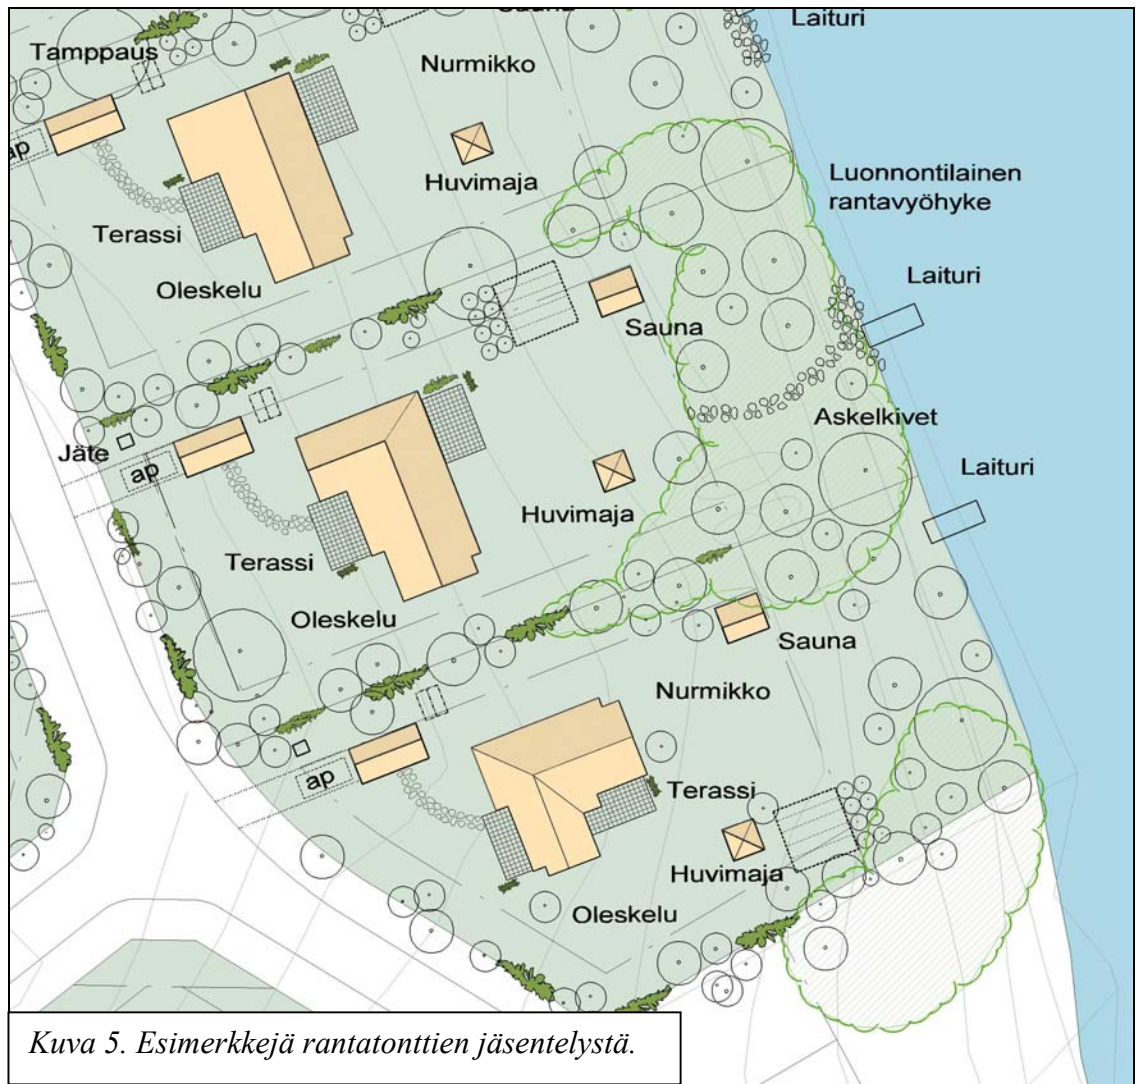 Sauna
Laituri
Tamppaus
Nurmikko
ap
Huvimaja
Luonnontilainen
rantavyöhyke
Terassi
Oleskelu
Laituri
Sauna
Askelkivet
Jäte
ap
Laituri
Huvimaja
Terassi
Oleskelu
Sauna
Nurmikko
ap
Terassi
Huvimaja
Oleskelu
Kuva 5. Esimerkkejä rantatonttien jäsentelystä.